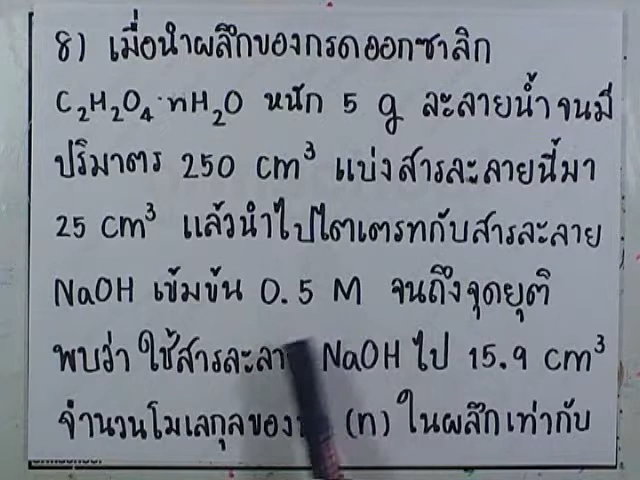 8) เมื่อนำผลึกของกรดออกซาลิก
C₂H₂O₄·nH₂O หนัก 5 g ละลายน้ำจนมี
ปริมาตร 250 cm³ แบ่งสารละลายนี้มา
25 cm³ แล้วนำไปไตเตรทกับสารละลาย
NaOH เข้มข้น 0.5 M จนถึงจุดยุติ
พบว่า ใช้สารละลาย NaOH ไป 15.9 cm³
จำนวนโมเลกุลของ (n) ในผลึกเท่ากับ